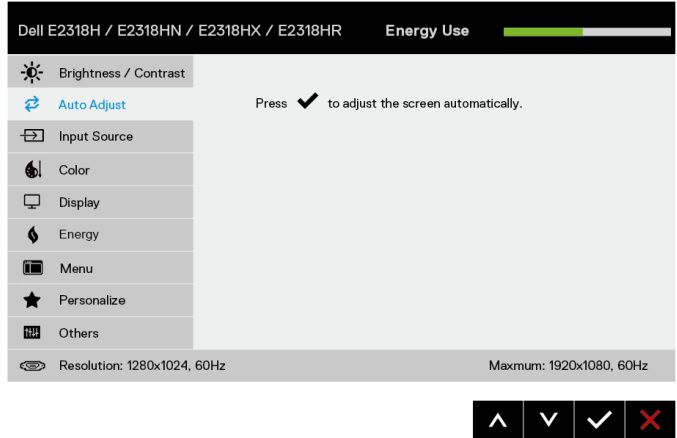 Dell E2318H / E2318HN / E2318HX / E2318HR Energy Use
Brightness / Contrast
Auto Adjust
Press to adjust the screen automatically.
Input Source
Color
Display
Energy
Menu
Personalize
Others
Resolution: 1280x1024, 60Hz Maxmum: 1920x1080, 60Hz